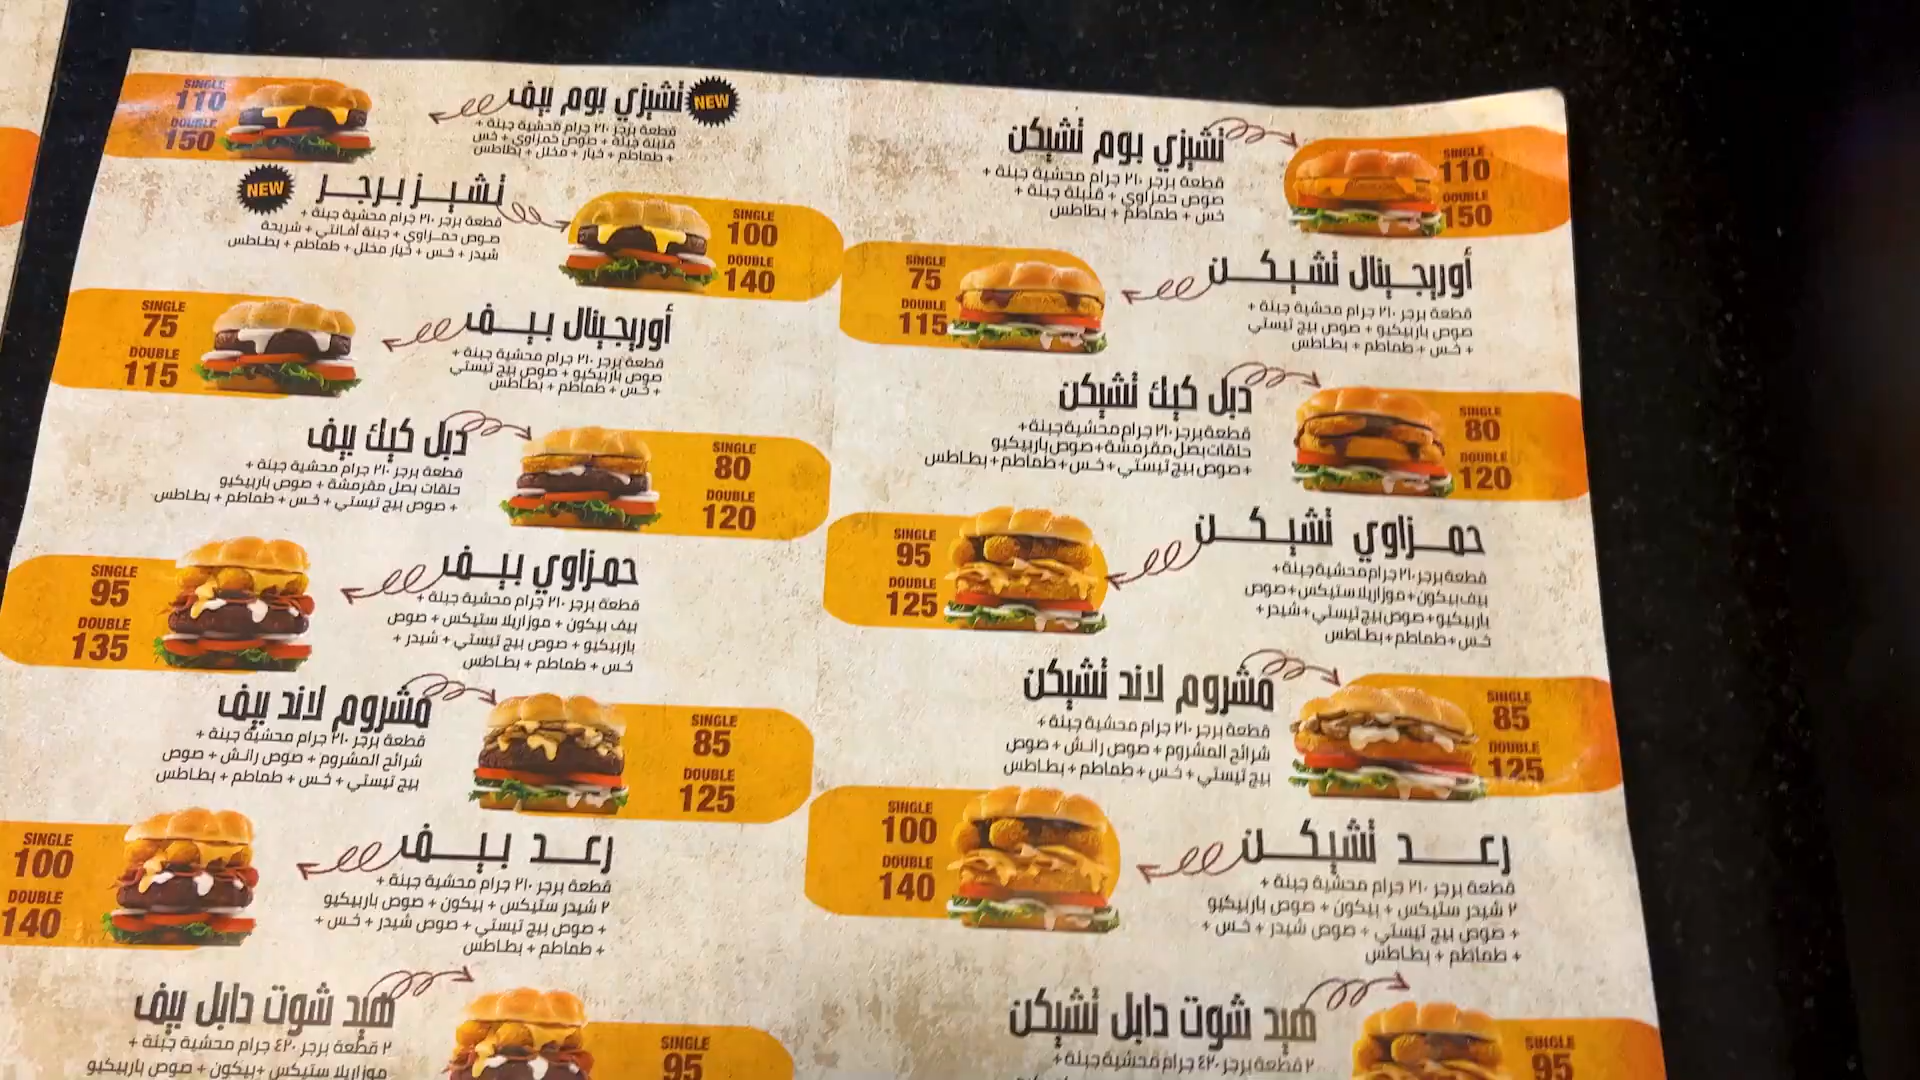 تشيزي بوم تشيكن
قطعة برجر ٢١٠ جرام محشية جبنة +
صوص حمزاوي + قنبلة جبنة +
خس + طماطم + بطاطس
SINGLE
110
DOUBLE
150
أوريجينال تشيكن
قطعة برجر ٢١٠ جرام محشية جبنة +
صوص باربيكيو + صوص بيج تيستي
+ خس + طماطم + بطاطس
SINGLE
75
DOUBLE
115
دبل كيك تشيكن
قطعة برجر ٢١٠ جرام محشية جبنة +
حلقات بصل مقرمشة + صوص باربيكيو
+ صوص بيج تيستي + خس + طماطم + بطاطس
SINGLE
80
DOUBLE
120
حمزاوي تشيكن
قطعة برجر ٢١٠ جرام محشية جبنة +
بيف بيكون + موزاريلا ستيكس + صوص
باربيكيو + صوص بيج تيستي + شيدر +
خس + طماطم + بطاطس
SINGLE
95
DOUBLE
125
مشروم لاند تشيكن
قطعة برجر ٢١٠ جرام محشية جبنة +
شرائح المشروم + صوص رانش + صوص
بيج تيستي + خس + طماطم + بطاطس
SINGLE
85
DOUBLE
125
رعد تشيكن
قطعة برجر ٢١٠ جرام محشية جبنة +
٢ شيدر ستيكس + بيكون + صوص باربيكيو
+ صوص بيج تيستي + صوص شيدر + خس +
+ طماطم + بطاطس
SINGLE
100
DOUBLE
140
هيد شوت دابل تشيكن
٢ قطعة برجر ٤٢٠ جرام محشية جبنة +
SINGLE
95
NEW
تشيزي بوم بيف
قطعة برجر ٢١٠ جرام محشية جبنة +
قنبلة جبنة + صوص حمزاوي + خس
+ طماطم + خيار + مخلل + بطاطس
SINGLE
110
DOUBLE
150
NEW
تشيز برجر
قطعة برجر ٢١٠ جرام محشية جبنة +
صوص حمزاوي + جبنة أفانتي + شريحة
شيدر + خس + خيار مخلل + طماطم + بطاطس
SINGLE
100
DOUBLE
140
أوريجينال بيف
قطعة برجر ٢١٠ جرام محشية جبنة +
صوص باربيكيو + صوص بيج تيستي
+ خس + طماطم + بطاطس
SINGLE
75
DOUBLE
115
دبل كيك بيف
قطعة برجر ٢١٠ جرام محشية جبنة +
حلقات بصل مقرمشة + صوص باربيكيو
+ صوص بيج تيستي + خس + طماطم + بطاطس
SINGLE
80
DOUBLE
120
حمزاوي بيف
قطعة برجر ٢١٠ جرام محشية جبنة +
بيف بيكون + موزاريلا ستيكس + صوص
باربيكيو + صوص بيج تيستي + شيدر +
خس + طماطم + بطاطس
SINGLE
95
DOUBLE
135
مشروم لاند بيف
قطعة برجر ٢١٠ جرام محشية جبنة +
شرائح المشروم + صوص رانش + صوص
بيج تيستي + خس + طماطم + بطاطس
SINGLE
85
DOUBLE
125
رعد بيف
قطعة برجر ٢١٠ جرام محشية جبنة +
٢ شيدر ستيكس + بيكون + صوص باربيكيو
+ صوص بيج تيستي + صوص شيدر + خس +
+ طماطم + بطاطس
SINGLE
100
DOUBLE
140
هيد شوت دابل بيف
٢ قطعة برجر ٤٢٠ جرام محشية جبنة +
موزاريلا ستيكس + بيكون + صوص باربيكيو
SINGLE
95